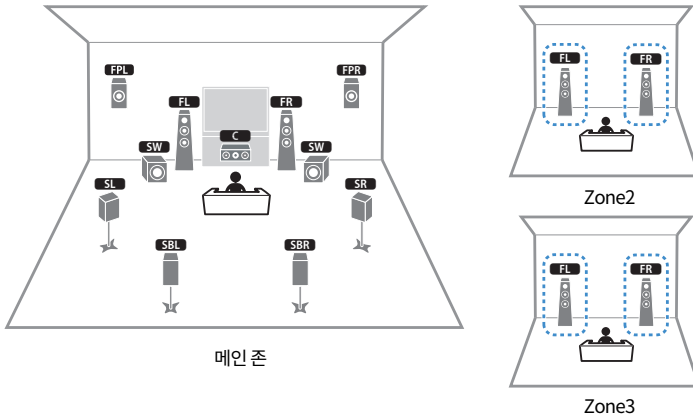 FPL FPR
FL FR
C
SW SW
SL SR
SBL SBR
메인 존
FL FR
Zone2
FL FR
Zone3